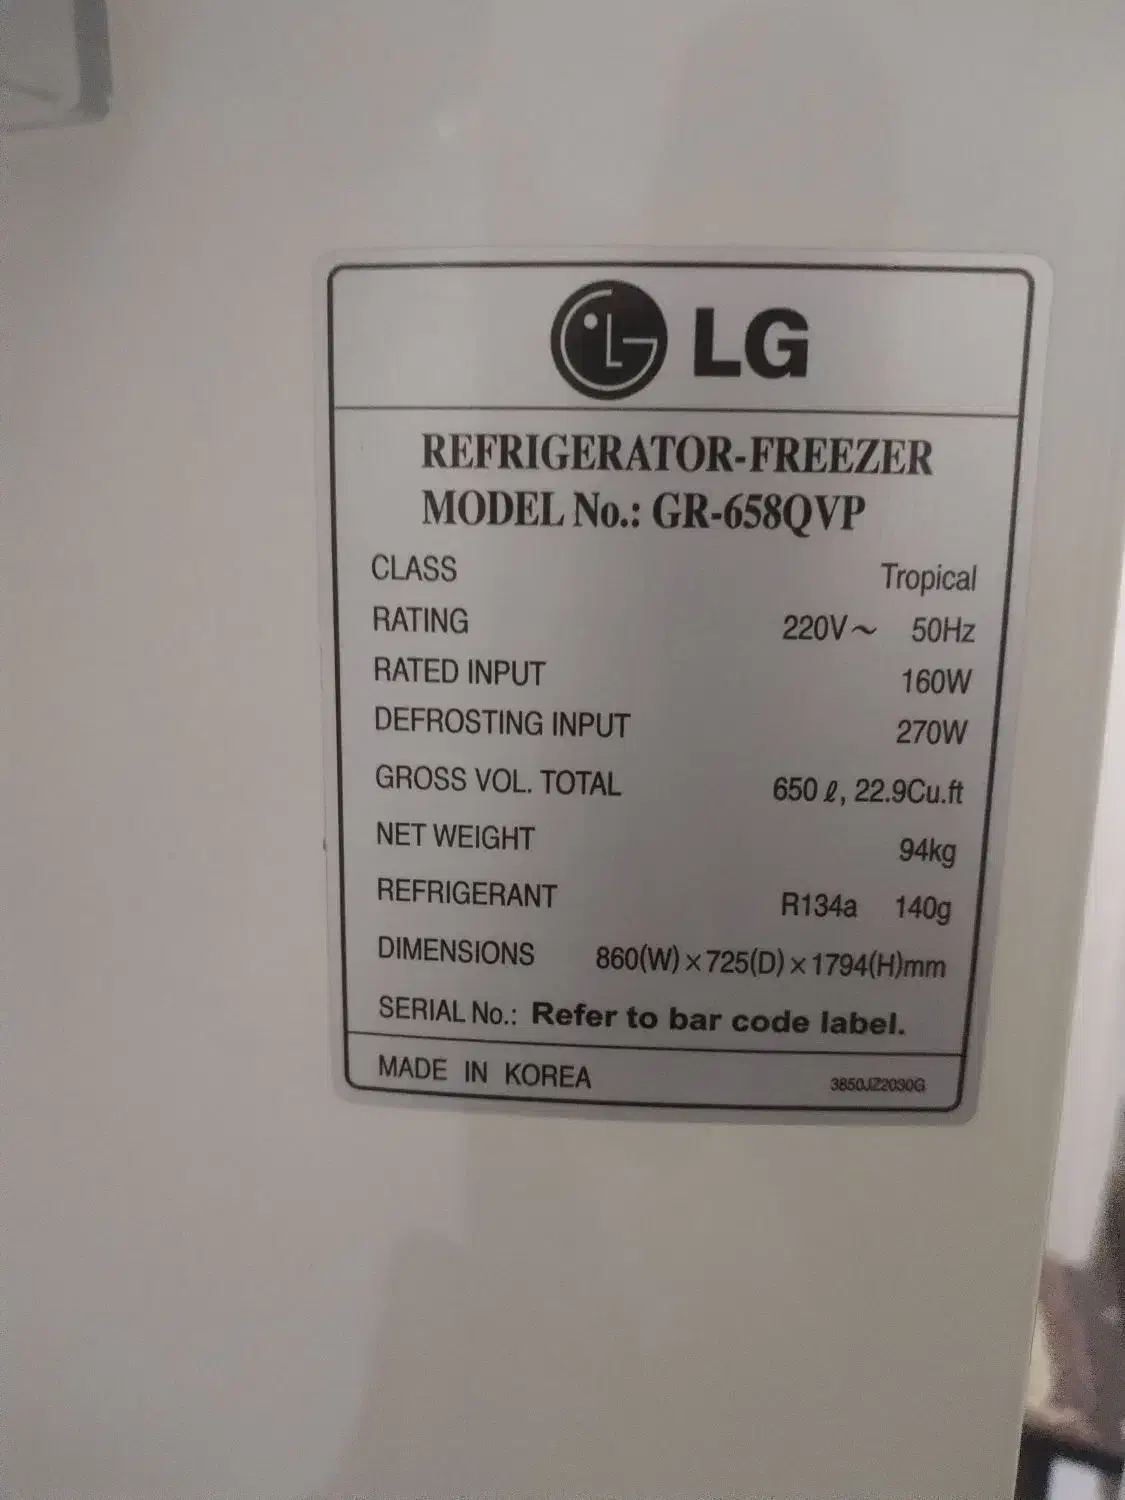 LG
REFRIGERATOR-FREEZER
MODEL No.: GR-658QVP
CLASS Tropical
RATING 220V～ 50Hz
RATED INPUT 160W
DEFROSTING INPUT 270W
GROSS VOL. TOTAL 650 ℓ, 22.9Cu.ft
NET WEIGHT 94kg
REFRIGERANT R134a 140g
DIMENSIONS 860(W)×725(D)×1794(H)mm
SERIAL No.: Refer to bar code label.
MADE IN KOREA 3850JZ2030G